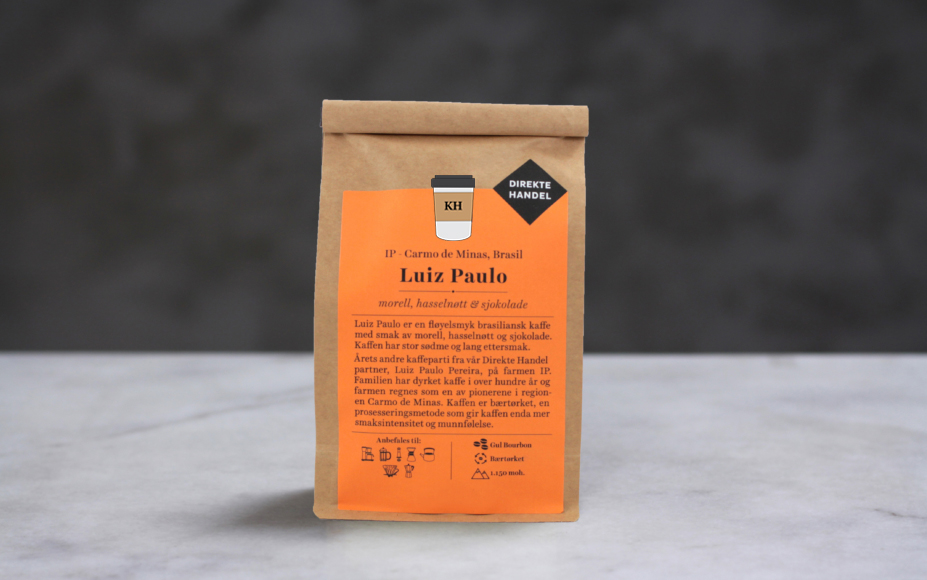 DIREKTE
HANDEL
KH
IP - Carmo de Minas, Brasil
Luiz Paulo
morell, hasselnøtt & sjokolade
Luiz Paulo er en fløyelsmyk brasiliansk kaffe
med smak av morell, hasselnøtt og sjokolade.
Kaffen har stor sødme og lang ettersmak.
Årets andre kaffeparti fra vår Direkte Handel
partner, Luiz Paulo Pereira, på farmen IP.
Familien har dyrket kaffe i over hundre år og
farmen regnes som en av pionerene i region-
en Carmo de Minas. Kaffen er bærtørket, en
prosesseringsmetode som gir kaffen enda mer
smaksintensitet og munnfølelse.
Anbefales til:
Gul Bourbon
Bærtørket
1.150 moh.